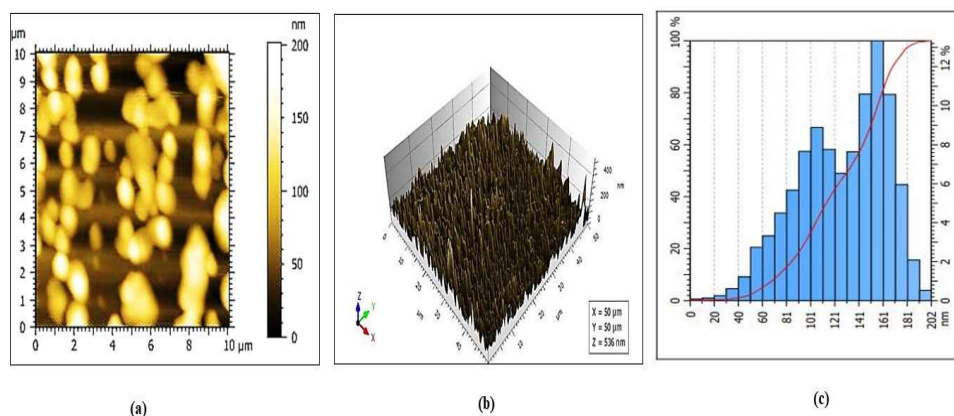 nm
200
150
100
50
0
µm
10
9
8
7
6
5
4
3
2
1
0
0 2 4 6 8 10 µm
(a)
400
200
0
nm
Z
Y
X
X = 50 µm
Y = 50 µm
Z = 536 nm
(b)
%
100
80
60
40
20
0
%
12
10
8
6
4
2
0
nm
0 20 40 60 81 101 121 141 161 181 202
(c)